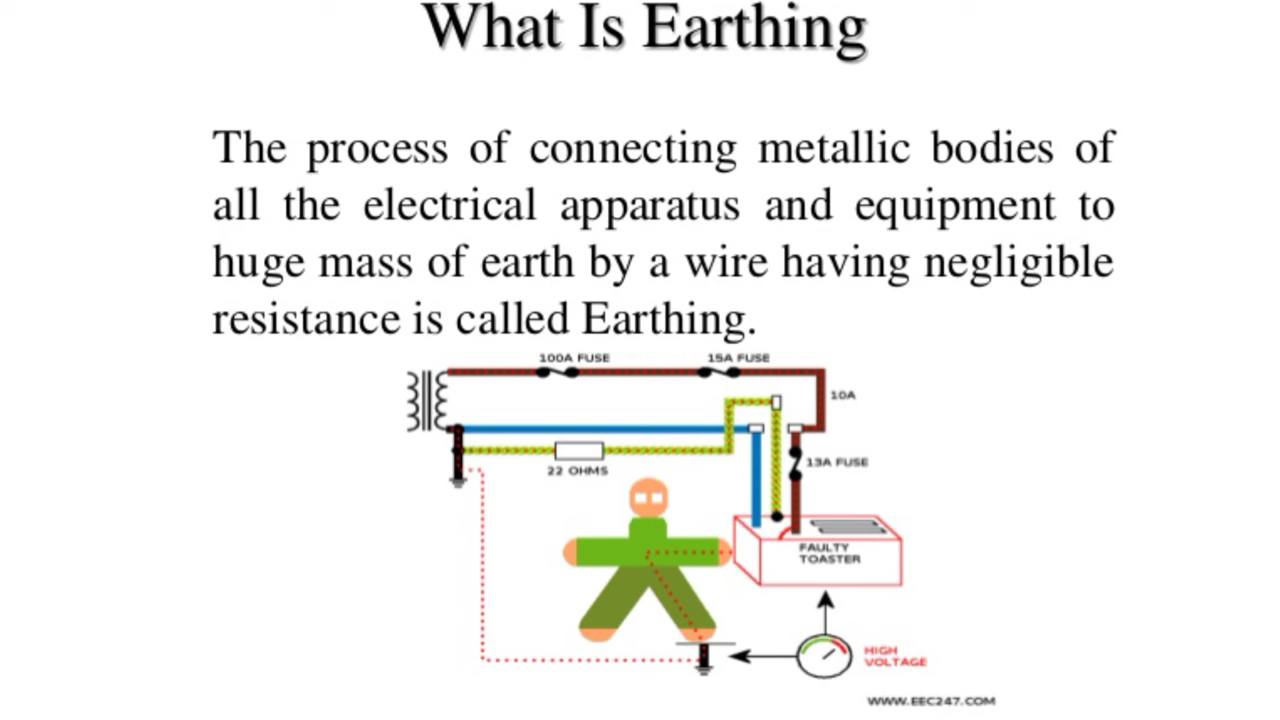 What Is Earthing
The process of connecting metallic bodies of
all the electrical apparatus and equipment to
huge mass of earth by a wire having negligible
resistance is called Earthing.
100A FUSE
15A FUSE
10A
13A FUSE
22 OHMS
FAULTY
TOASTER
HIGH
VOLTAGE
WWW.EEC247.COM